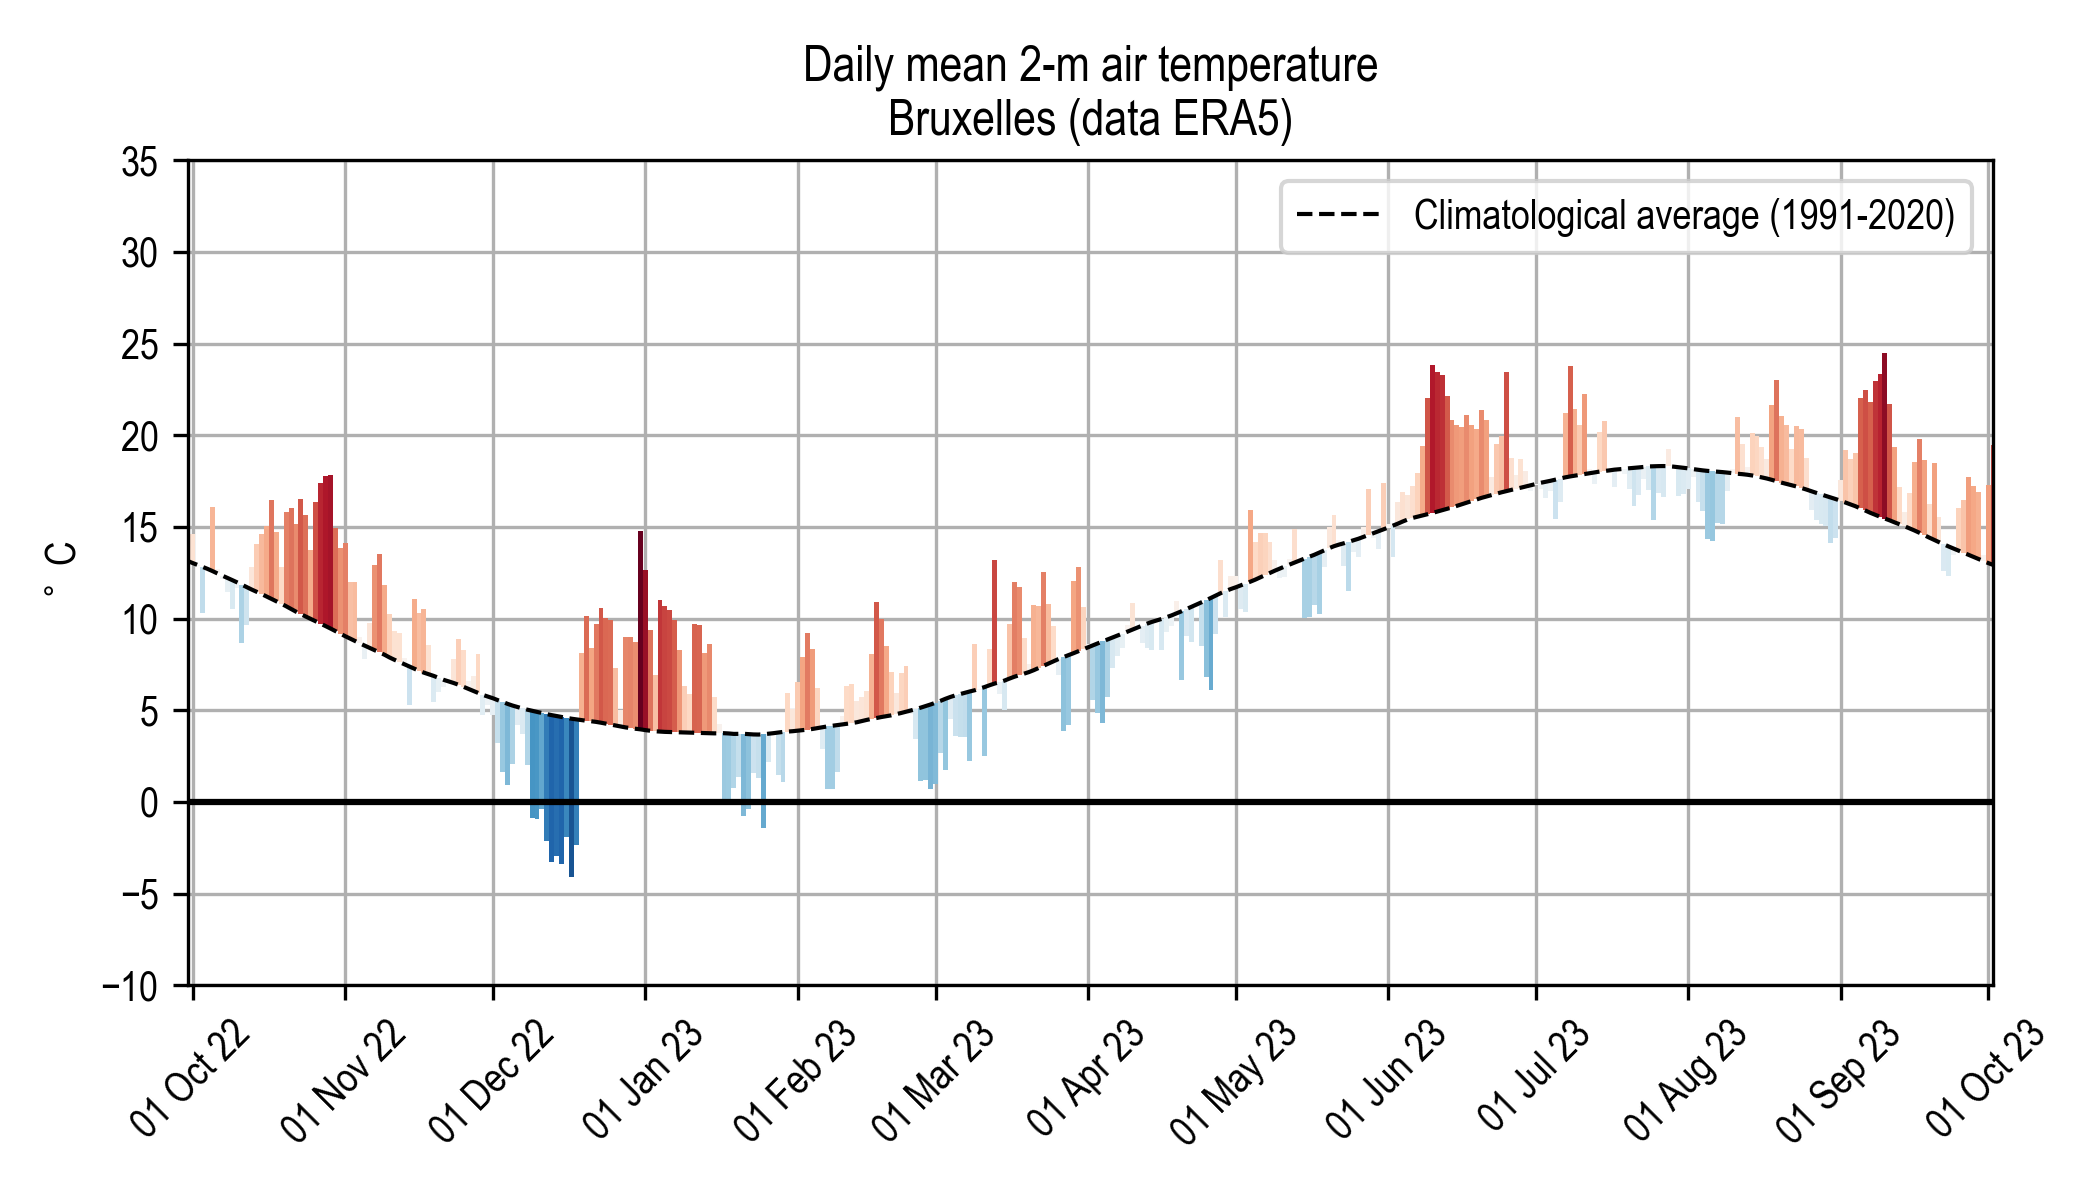 Daily mean 2-m air temperature
Bruxelles (data ERA5)
Climatological average (1991-2020)
° C
35
30
25
20
15
10
5
0
−5
−10
01 Oct 22
01 Nov 22
01 Dec 22
01 Jan 23
01 Feb 23
01 Mar 23
01 Apr 23
01 May 23
01 Jun 23
01 Jul 23
01 Aug 23
01 Sep 23
01 Oct 23